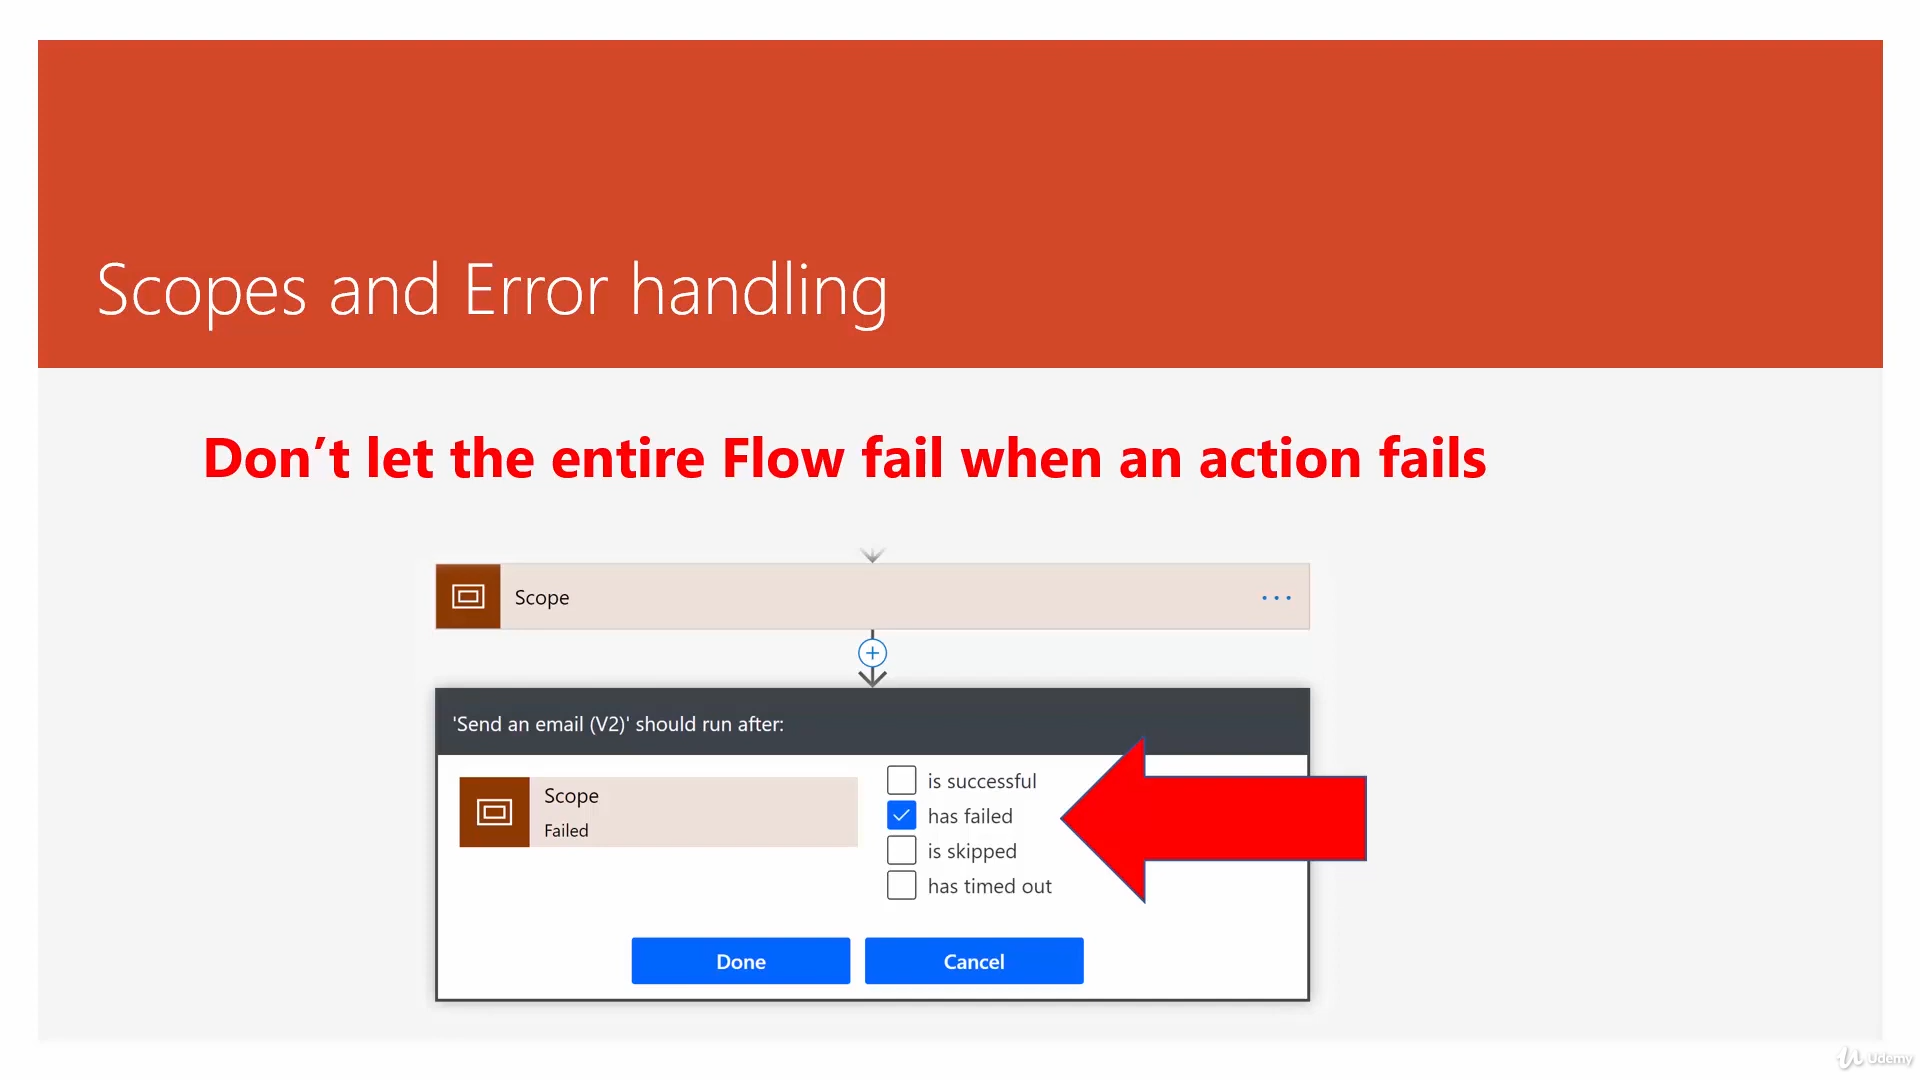 Scopes and Error handling
Don’t let the entire Flow fail when an action fails
Scope
'Send an email (V2)' should run after:
Scope
Failed
is successful
has failed
is skipped
has timed out
Done
Cancel
Udemy